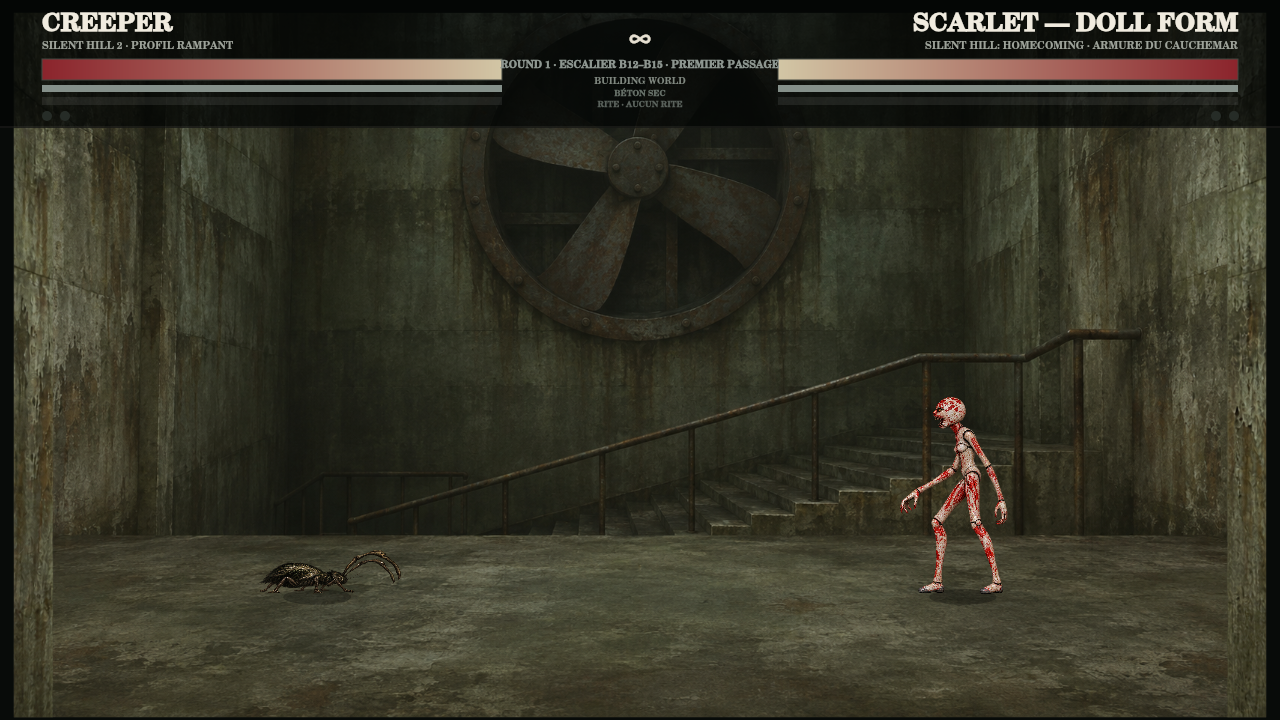 CREEPER
SILENT HILL 2 · PROFIL RAMPANT
∞
ROUND 1 · ESCALIER B12–B15 · PREMIER PASSAGE
BUILDING WORLD
BÉTON SEC
RITE · AUCUN RITE
SCARLET — DOLL FORM
SILENT HILL: HOMECOMING · ARMURE DU CAUCHEMAR